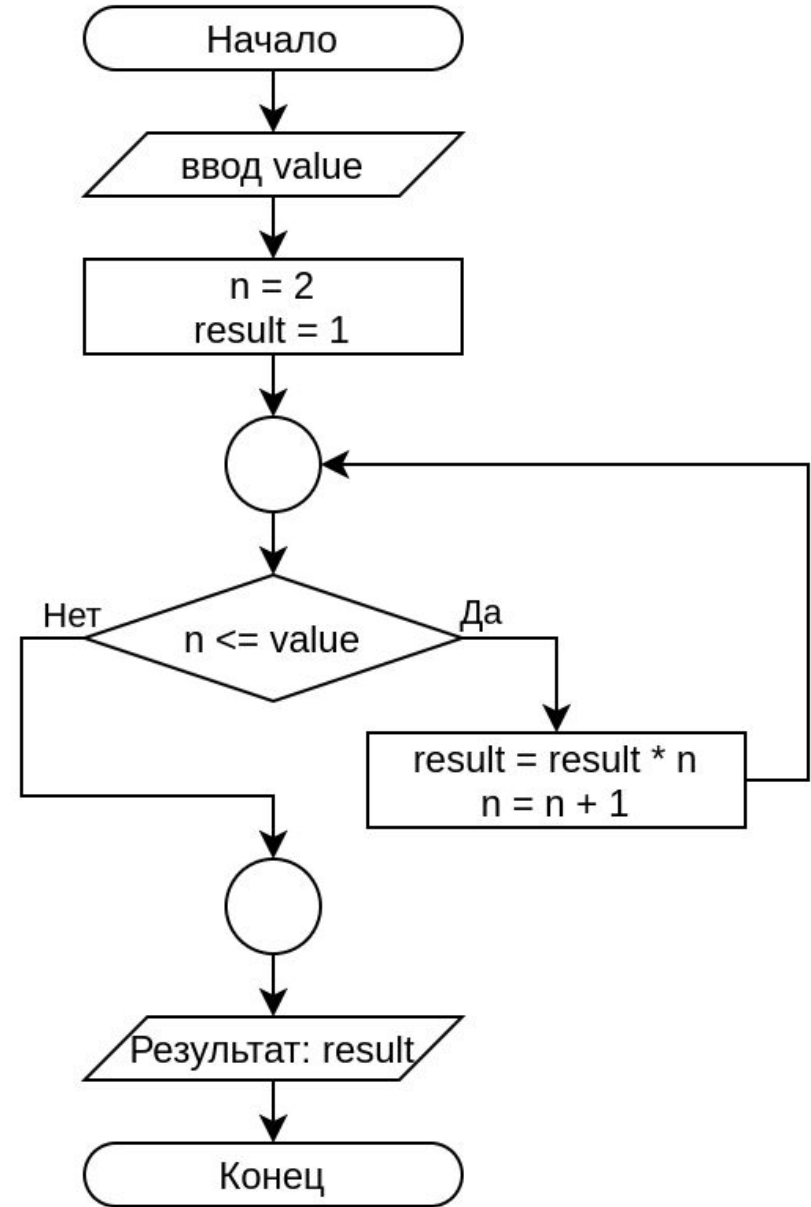 Начало
ввод value
n = 2
result = 1
Нет
n <= value
Да
result = result * n
n = n + 1
Результат: result
Конец